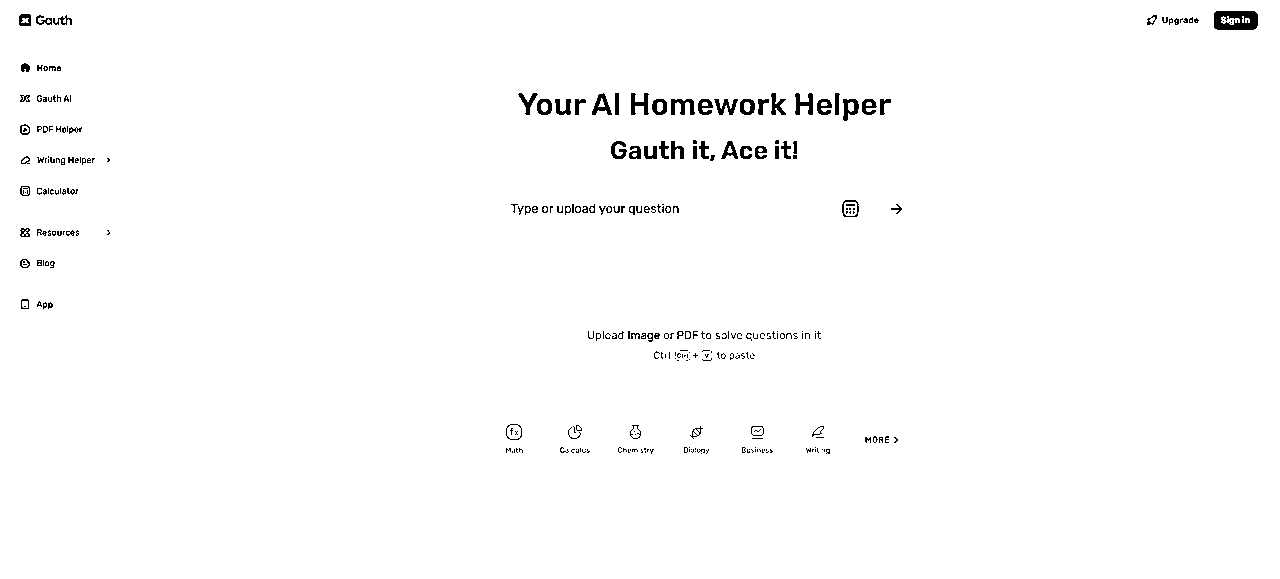 Gauth
Upgrade
Sign in
Home
Gauth AI
PDF Helper
Writing Helper
Calculator
Resources
Blog
App
Your AI Homework Helper
Gauth it, Ace it!
Type or upload your question
Upload Image or PDF to solve questions in it
Ctrl Ctrl + V to paste
Math Calculus Chemistry Biology Business Writing MORE